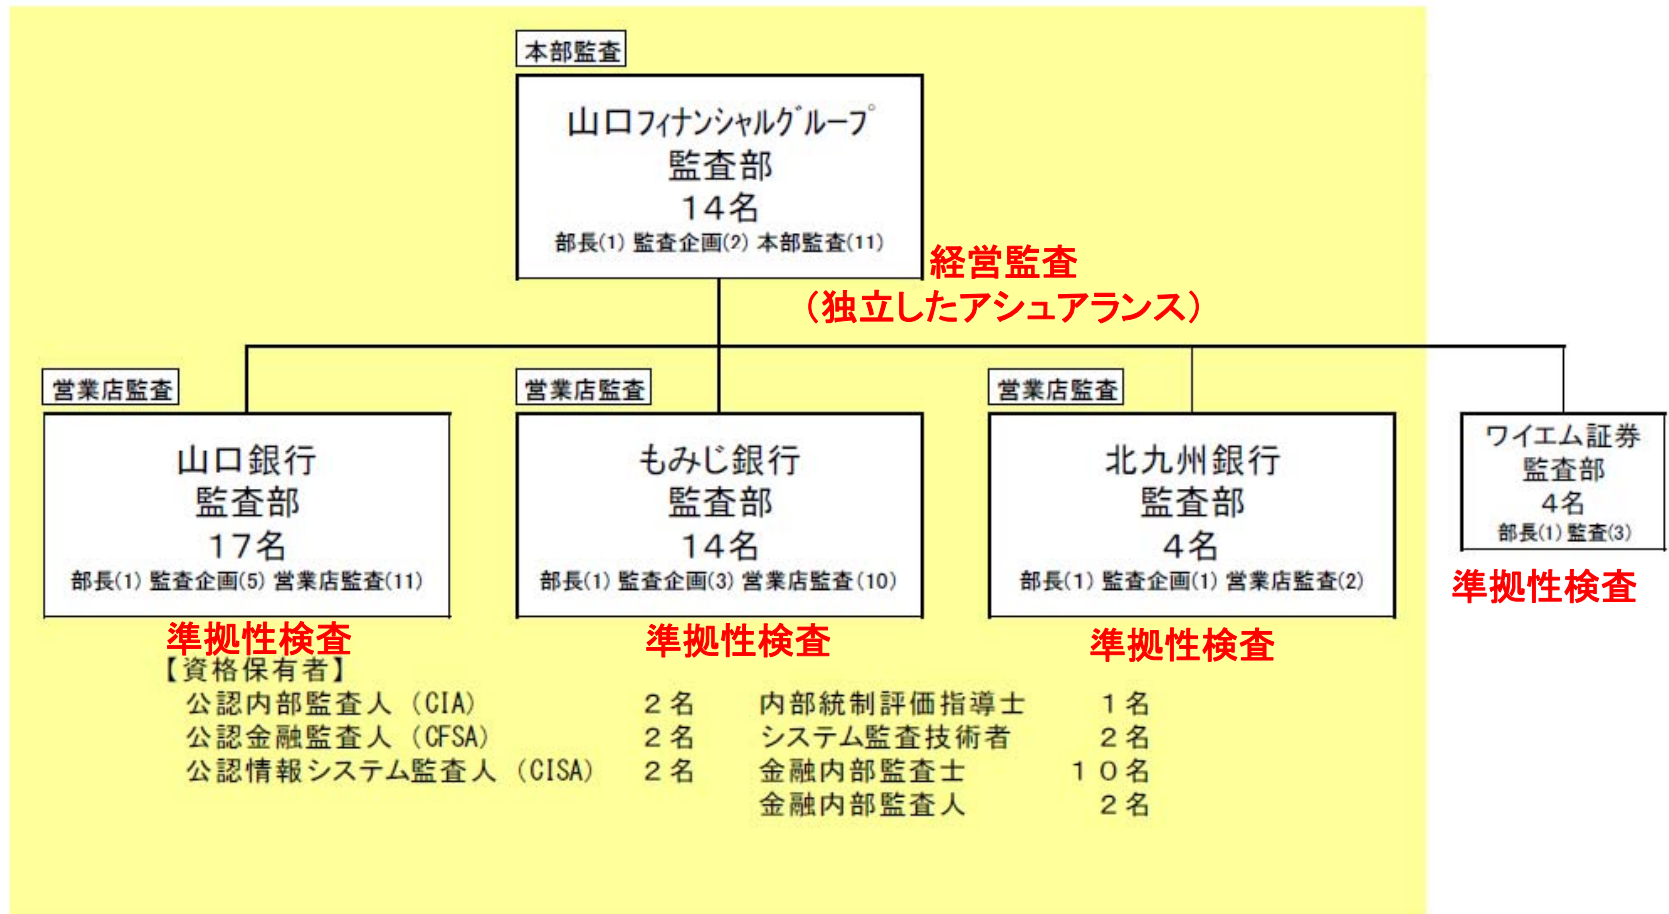 本部監査
山口フィナンシャルグループ
監査部
14名
部長(1) 監査企画(2) 本部監査(11)
経営監査
（独立したアシュアランス）
営業店監査
山口銀行
監査部
17名
部長(1) 監査企画(5) 営業店監査(11)
準拠性検査
営業店監査
もみじ銀行
監査部
14名
部長(1) 監査企画(3) 営業店監査(10)
準拠性検査
営業店監査
北九州銀行
監査部
4名
部長(1) 監査企画(1) 営業店監査(2)
準拠性検査
ワイエム証券
監査部
4名
部長(1) 監査(3)
準拠性検査
【資格保有者】
公認内部監査人（CIA） 2名 内部統制評価指導士 1名
公認金融監査人（CFSA） 2名 システム監査技術者 2名
公認情報システム監査人（CISA） 2名 金融内部監査士 10名
金融内部監査人 2名